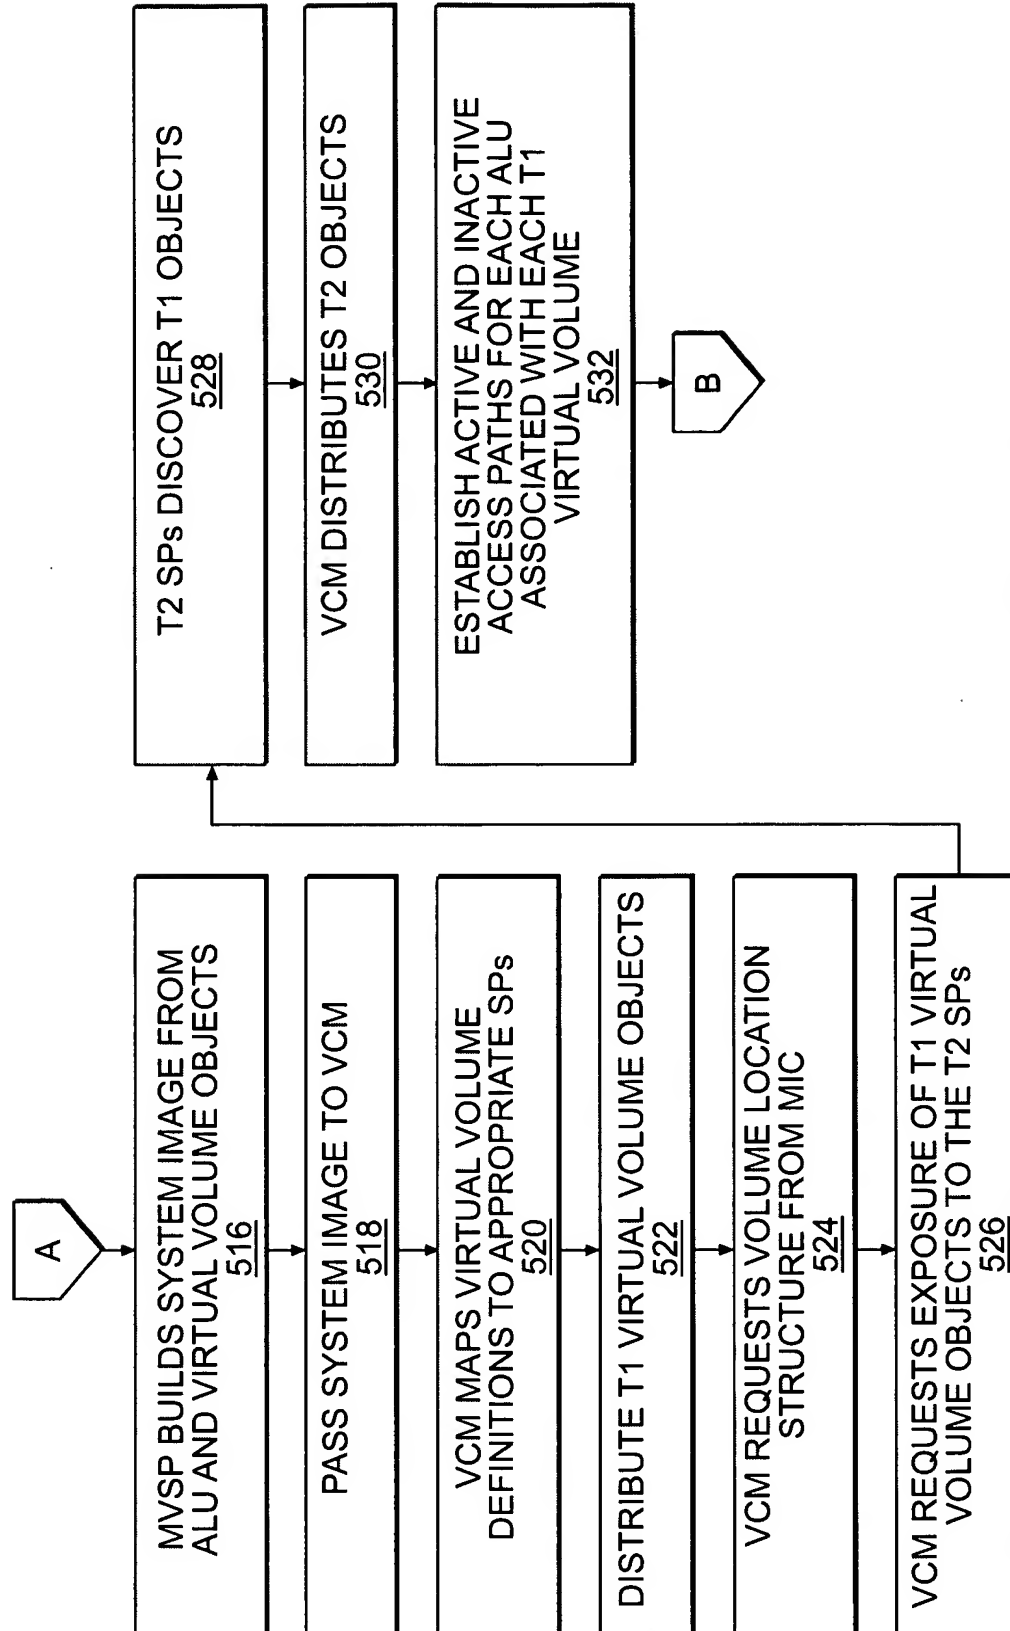 A
MVSP BUILDS SYSTEM IMAGE FROM
ALU AND VIRTUAL VOLUME OBJECTS
516
PASS SYSTEM IMAGE TO VCM
518
VCM MAPS VIRTUAL VOLUME
DEFINITIONS TO APPROPRIATE SPs
520
DISTRIBUTE T1 VIRTUAL VOLUME OBJECTS
522
VCM REQUESTS VOLUME LOCATION
STRUCTURE FROM MIC
524
VCM REQUESTS EXPOSURE OF T1 VIRTUAL
VOLUME OBJECTS TO THE T2 SPs
526
T2 SPs DISCOVER T1 OBJECTS
528
VCM DISTRIBUTES T2 OBJECTS
530
ESTABLISH ACTIVE AND INACTIVE
ACCESS PATHS FOR EACH ALU
ASSOCIATED WITH EACH T1
VIRTUAL VOLUME
532
B